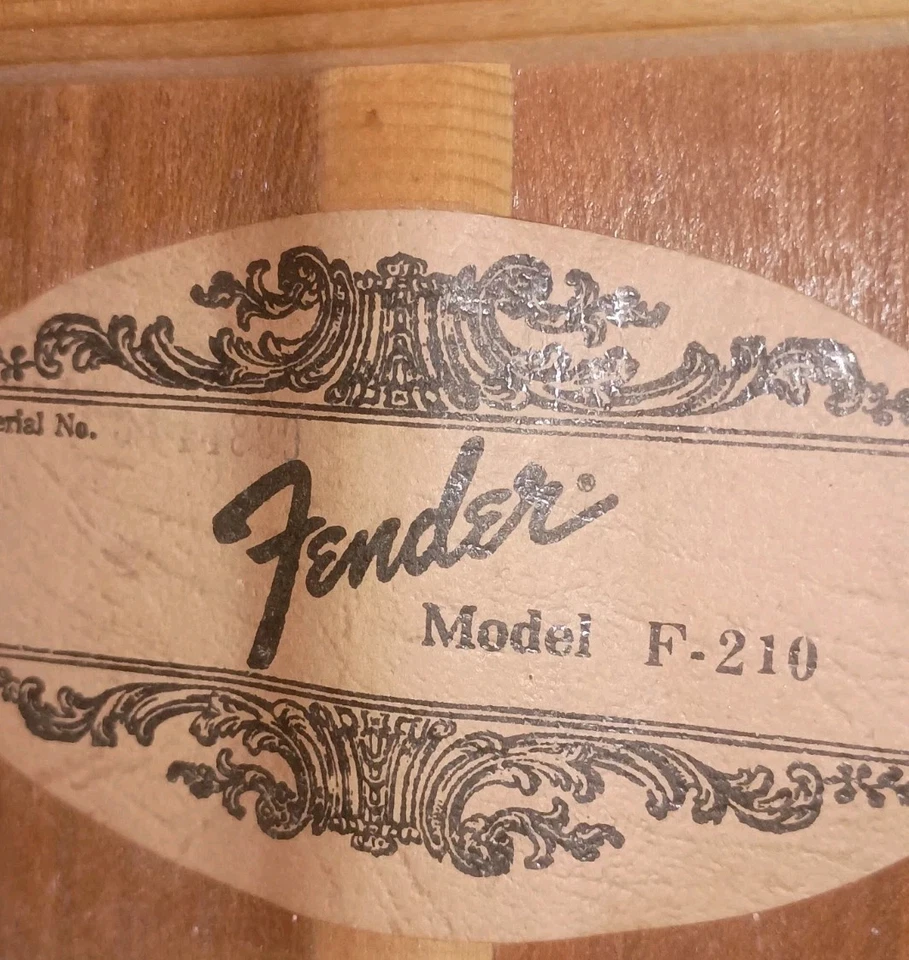 erial No.
Fender®
Model F-210